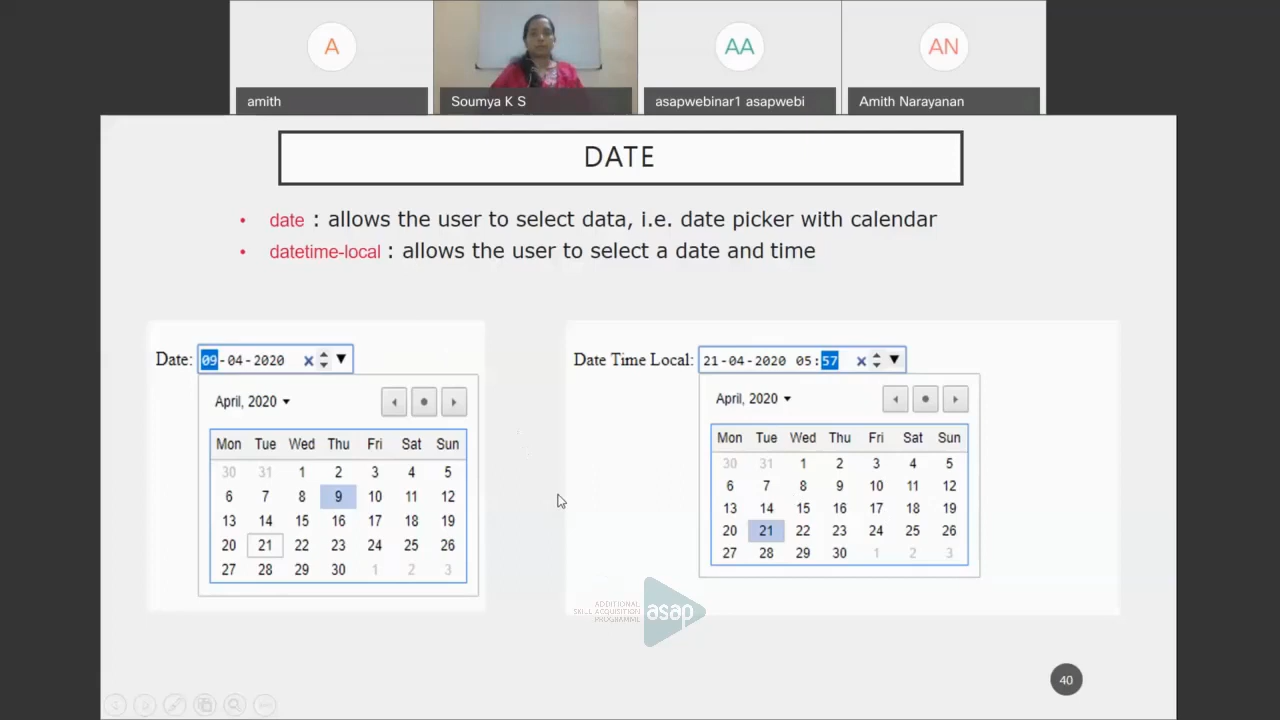 A
AA
AN
amith
Soumya K S
asapwebinar1 asapwebi
Amith Narayanan
DATE
• date : allows the user to select data, i.e. date picker with calendar
• datetime-local : allows the user to select a date and time
Date: 09-04-2020
April, 2020
Mon Tue Wed Thu Fri Sat Sun
30 31 1 2 3 4 5
6 7 8 9 10 11 12
13 14 15 16 17 18 19
20 21 22 23 24 25 26
27 28 29 30 1 2 3
Date Time Local: 21-04-2020 05:57
April, 2020
Mon Tue Wed Thu Fri Sat Sun
30 31 1 2 3 4 5
6 7 8 9 10 11 12
13 14 15 16 17 18 19
20 21 22 23 24 25 26
27 28 29 30 1 2 3
ADDITIONAL
SKILL ACQUISITION
PROGRAMME
asap
40